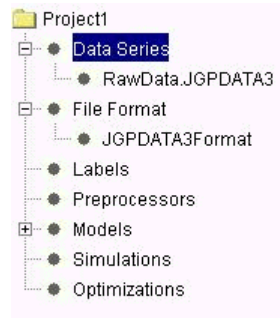 Project1
Data Series
RawData.JGPDATA3
File Format
JGPDATA3Format
Labels
Preprocessors
Models
Simulations
Optimizations